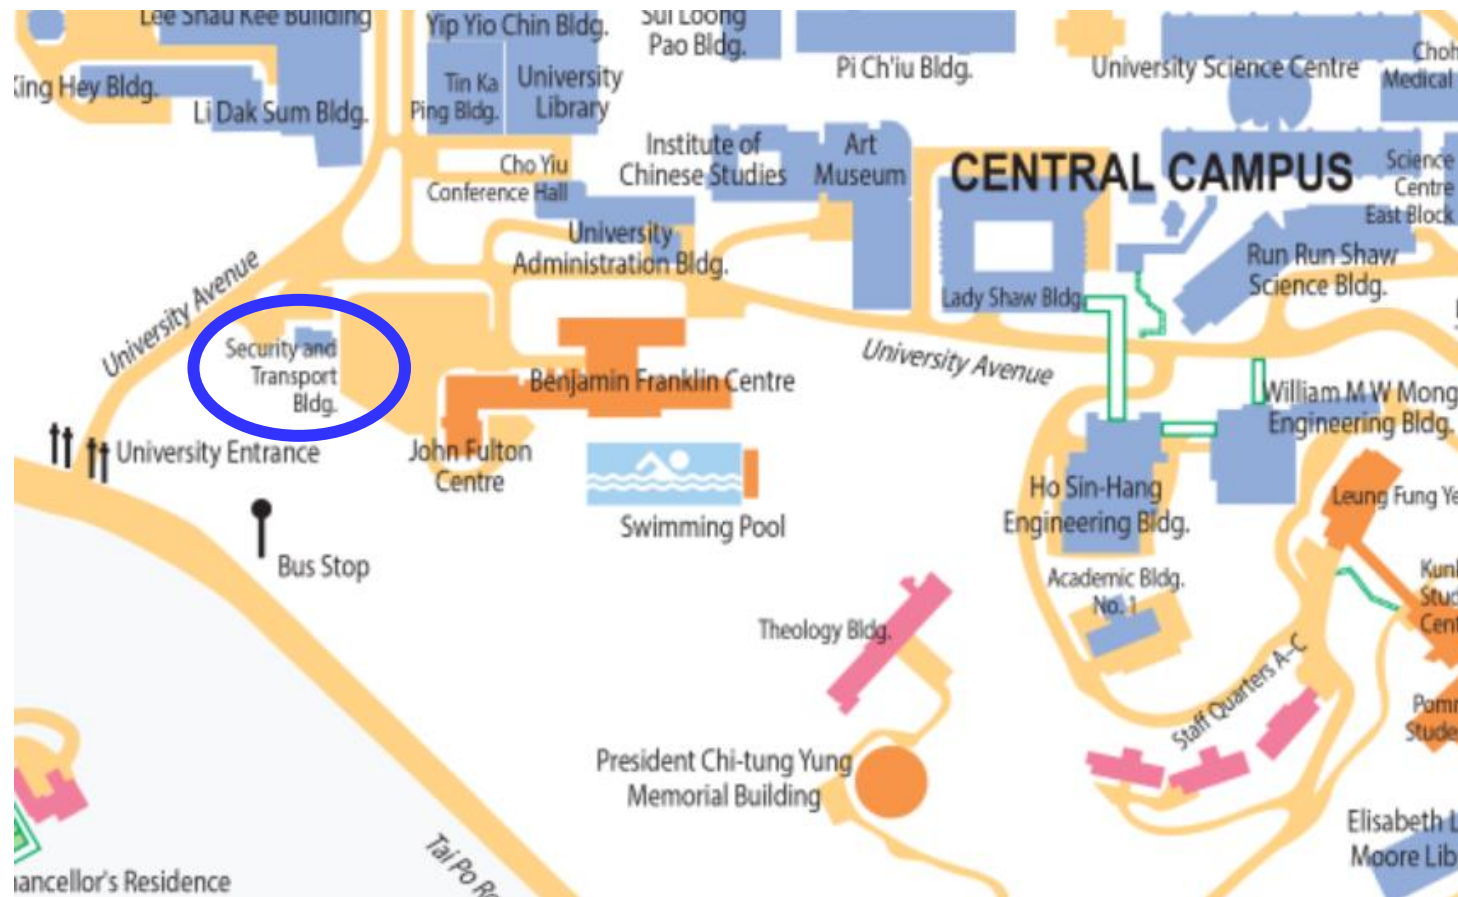 Lee Shau Kee Building
Yip Yio Chin Bldg.
Sui Loong
Pao Bldg.
Pi Ch'iu Bldg.
University Science Centre
Medical
Hey Bldg.
Li Dak Sum Bldg.
Tin Ka
Ping Bldg.
University
Library
Institute of
Chinese Studies
Art
Museum
CENTRAL CAMPUS
Science
Centre
East Block
Cho Yiu
Conference Hall
University
Administration Bldg.
Lady Shaw Bldg.
Run Run Shaw
Science Bldg.
University Avenue
Security and
Transport
Bldg.
University Avenue
Benjamin Franklin Centre
William M W Mong
Engineering Bldg.
University Entrance
John Fulton
Centre
Swimming Pool
Ho Sin-Hang
Engineering Bldg.
Leung Fung
Bus Stop
Academic Bldg.
No. 1
Theology Bldg.
Staff Quarters A–C
President Chi-tung Yung
Memorial Building
Elisabeth
Moore
Tai Po
Residence